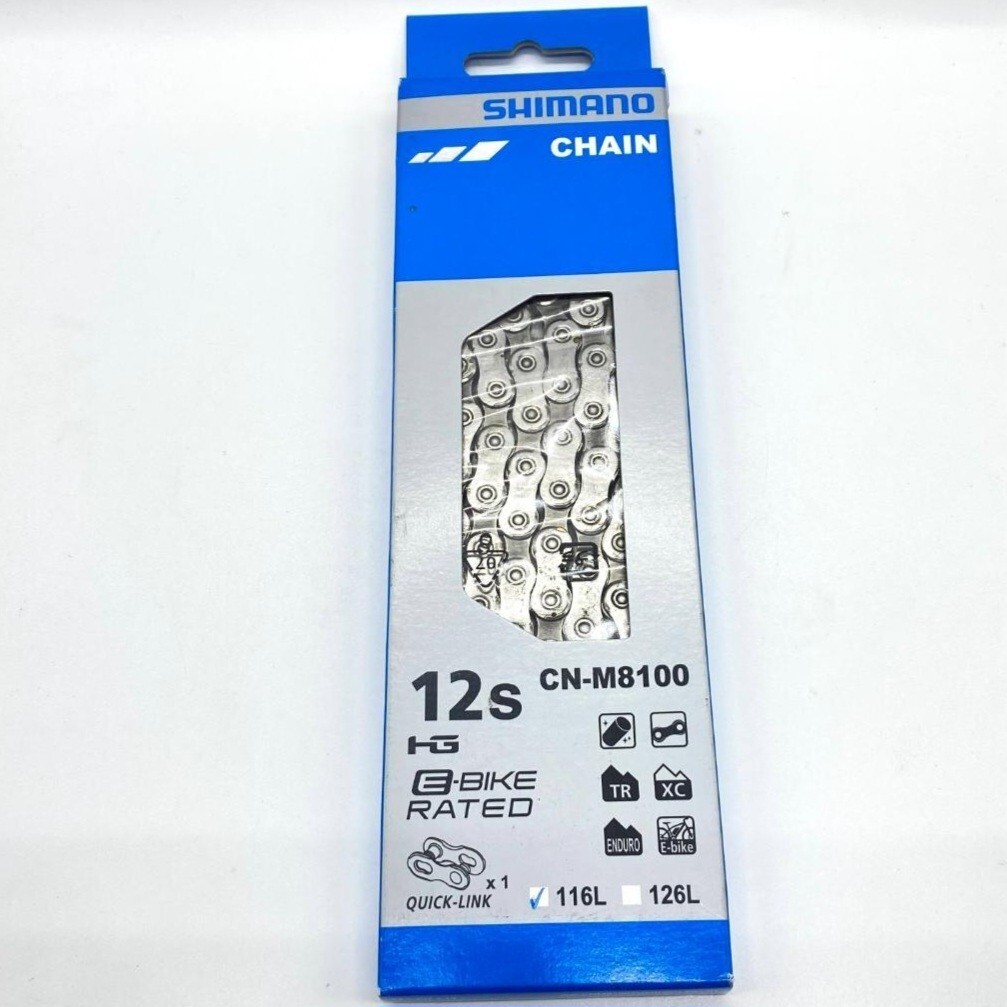 SHIMANO
CHAIN
12s
CN-M8100
HG
E-BIKE
RATED
TR
XC
ENDURO
E-bike
x 1
QUICK-LINK
116L
126L